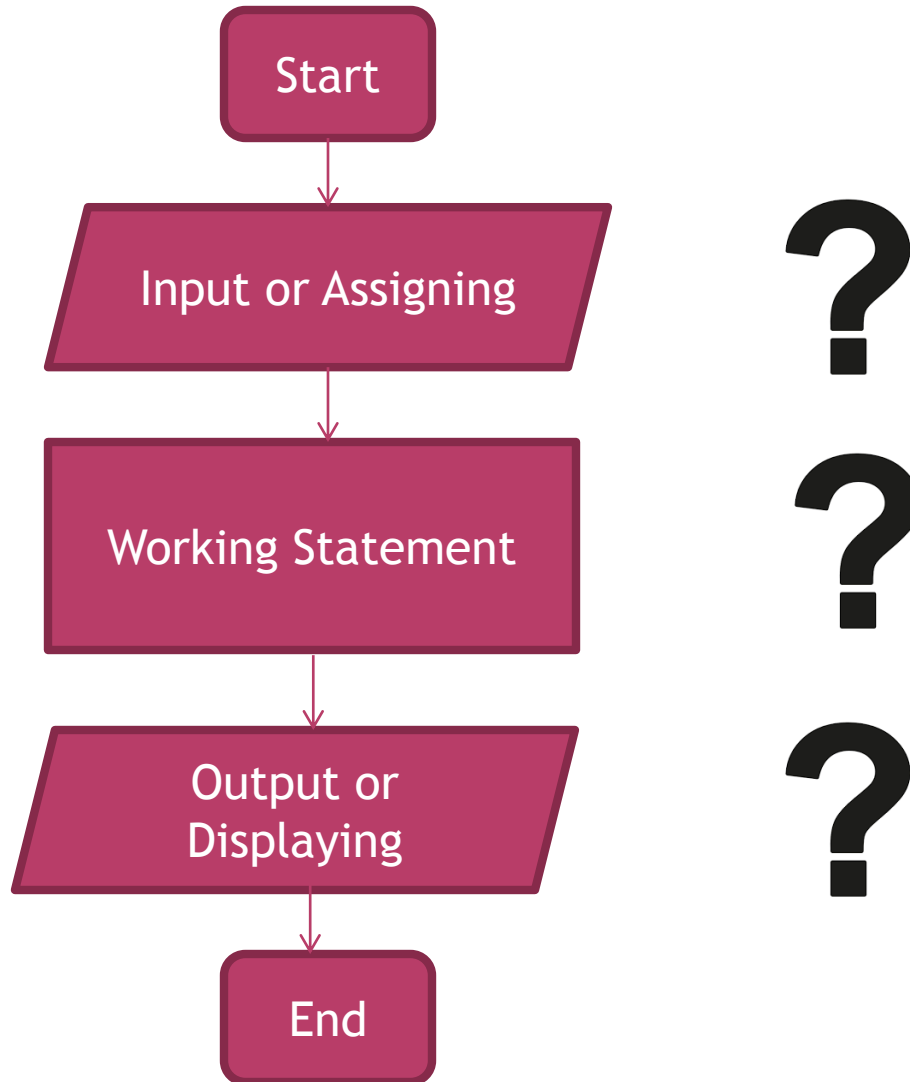 Start
Input or Assigning
?
Working Statement
?
Output or
Displaying
?
End